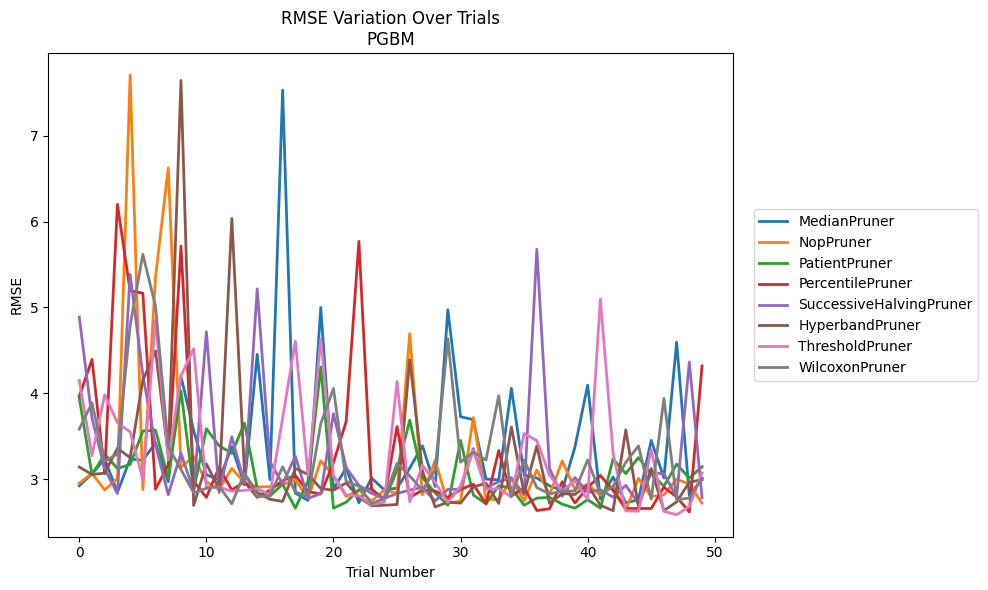 RMSE Variation Over Trials
PGBM
RMSE
7
6
5
4
3
0
10
20
30
40
50
Trial Number
MedianPruner
NopPruner
PatientPruner
PercentilePruner
SuccessiveHalvingPruner
HyperbandPruner
ThresholdPruner
WilcoxonPruner